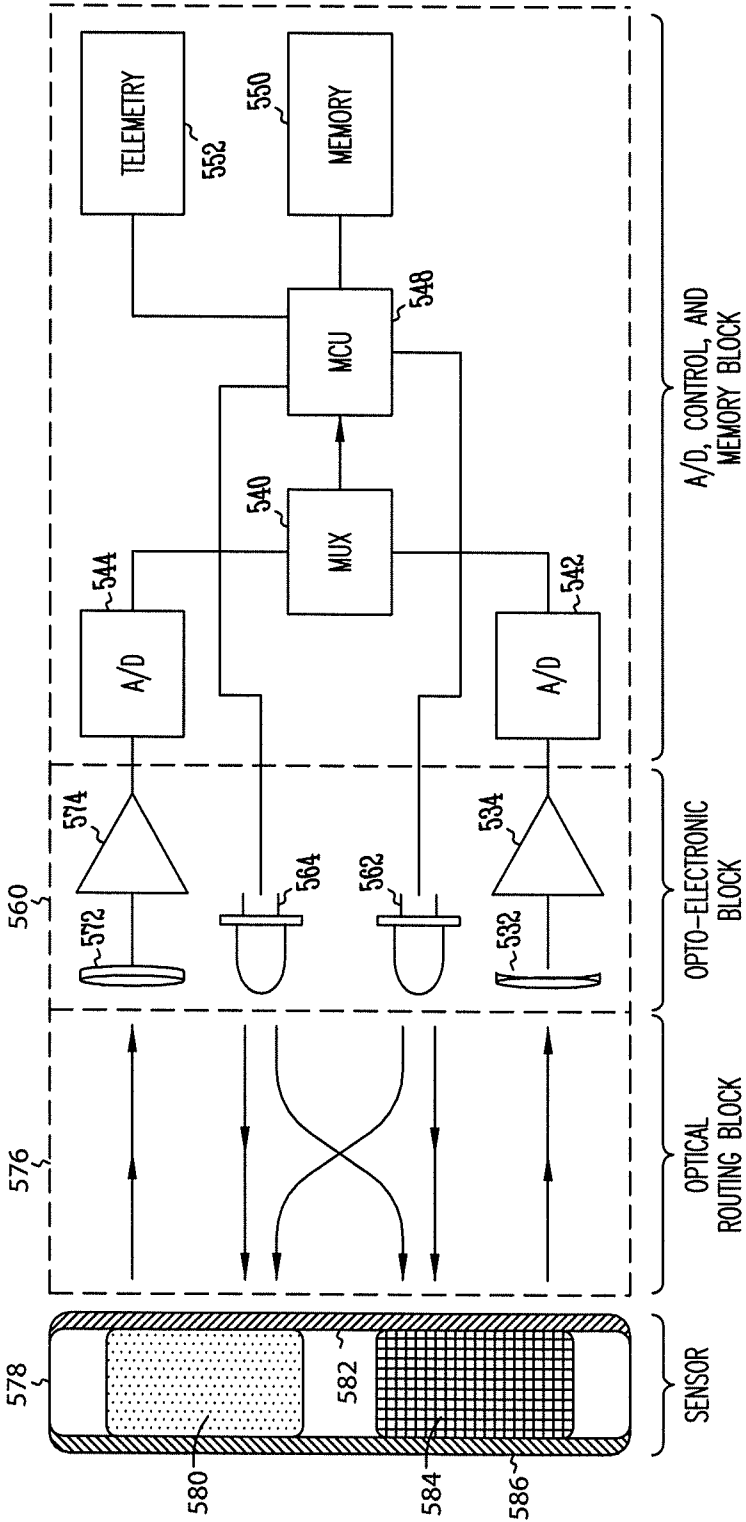 578
576
560
580
582
584
586
572
574
564
562
532
534
A/D
544
MUX
540
A/D
542
MCU
548
TELEMETRY
552
MEMORY
550
SENSOR
OPTICAL
ROUTING BLOCK
OPTO-ELECTRONIC
BLOCK
A/D, CONTROL, AND
MEMORY BLOCK